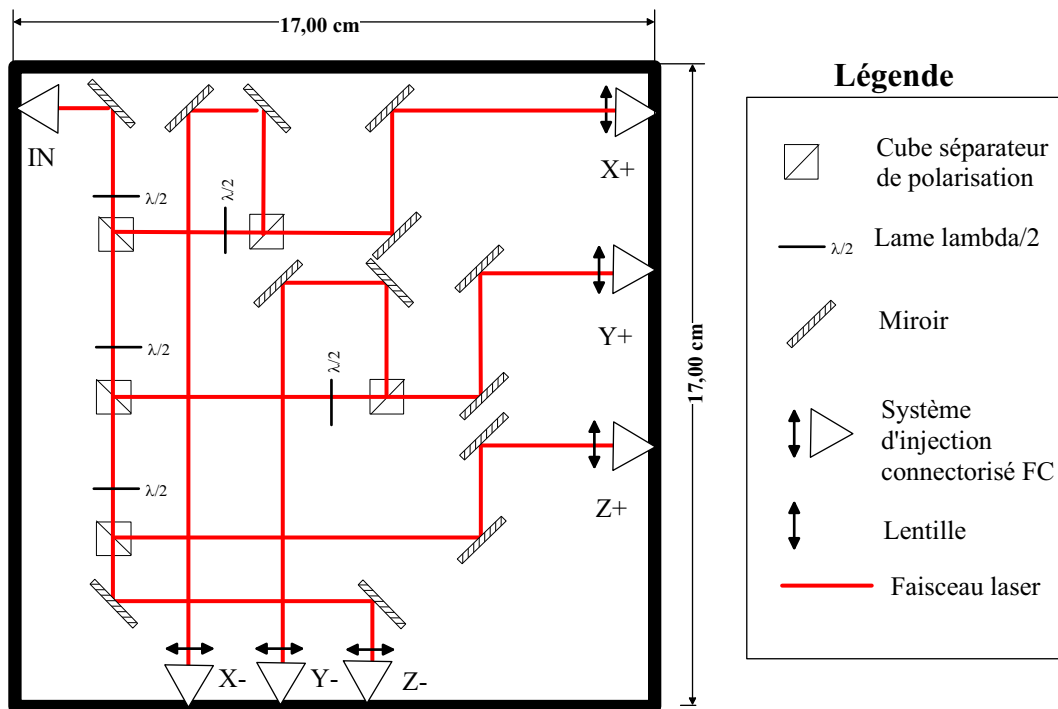 17,00 cm
IN
X+
λ/2
λ/2
Y+
λ/2
λ/2
Z+
λ/2
X-
Y-
Z-
17,00 cm
Légende
Cube séparateur
de polarisation
λ/2
Lame lambda/2
Miroir
Système
d'injection
connectorisé FC
Lentille
Faisceau laser